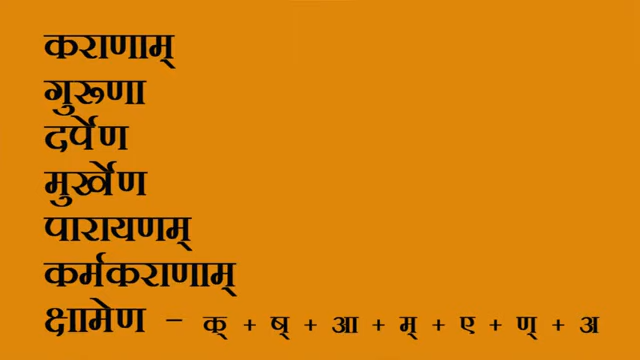 कराणाम्
गुरूणा
दर्पेण
मुर्खेण
पारायणम्
कर्मकराणाम्
क्षामेण - क् + ष् + आ + म् + ए + ण् + अ